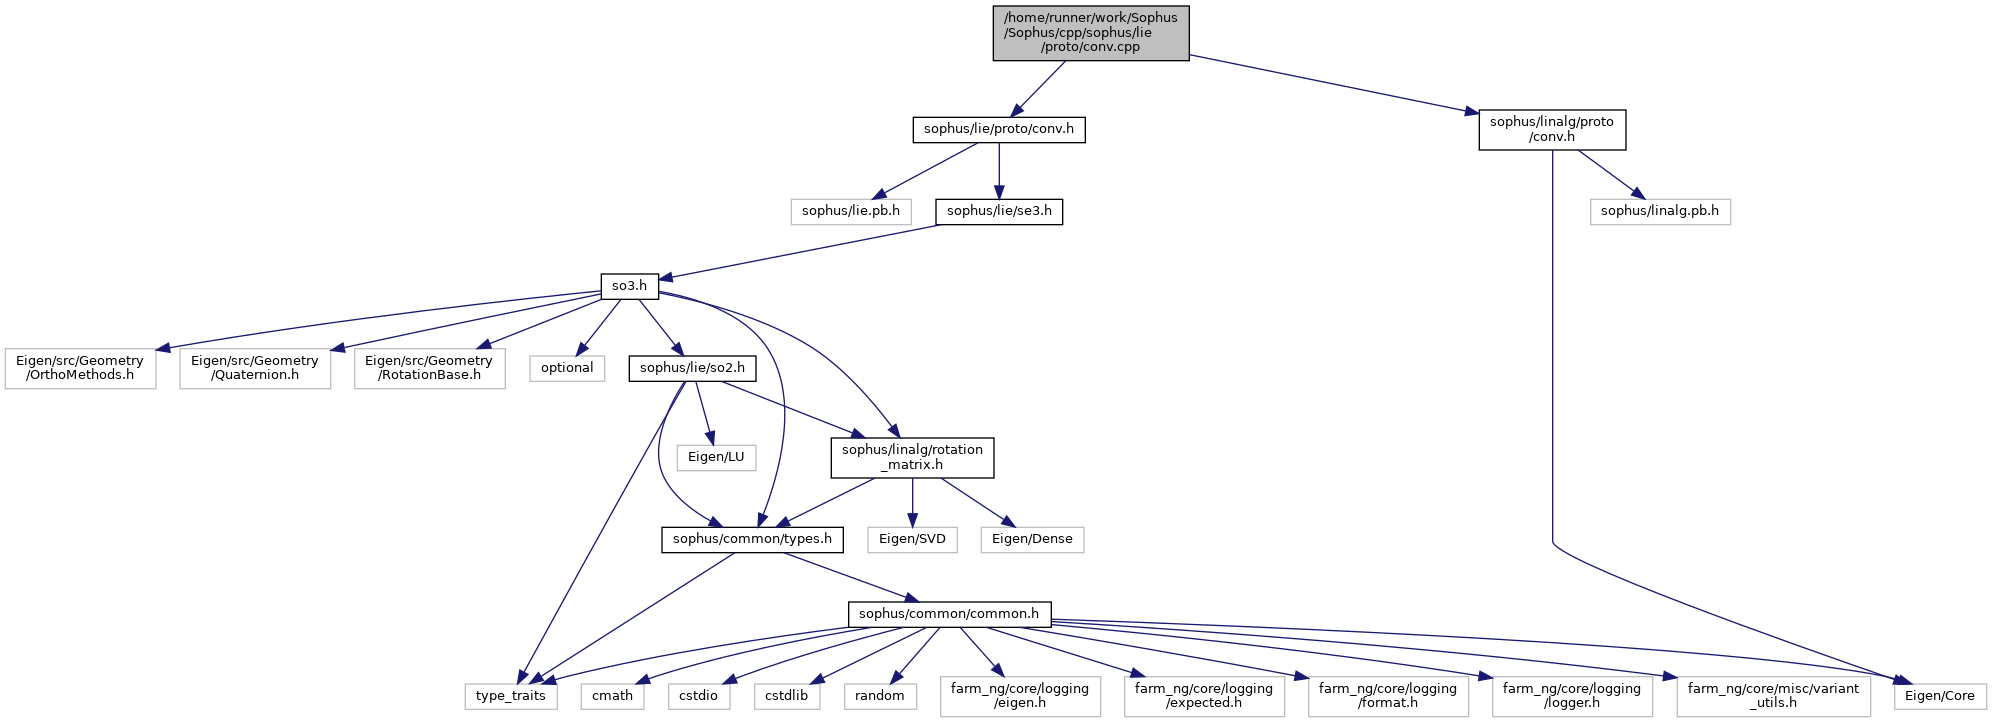 /home/runner/work/Sophus
/Sophus/cpp/sophus/lie
/proto/conv.cpp
sophus/lie/proto/conv.h
sophus/linalg/proto
/conv.h
sophus/lie.pb.h
sophus/lie/se3.h
sophus/linalg.pb.h
so3.h
Eigen/src/Geometry
/OrthoMethods.h
Eigen/src/Geometry
/Quaternion.h
Eigen/src/Geometry
/RotationBase.h
optional
sophus/lie/so2.h
Eigen/LU
sophus/linalg/rotation
_matrix.h
sophus/common/types.h
Eigen/SVD
Eigen/Dense
sophus/common/common.h
type_traits
cmath
cstdio
cstdlib
random
farm_ng/core/logging
/eigen.h
farm_ng/core/logging
/expected.h
farm_ng/core/logging
/format.h
farm_ng/core/logging
/logger.h
farm_ng/core/misc/variant
_utils.h
Eigen/Core